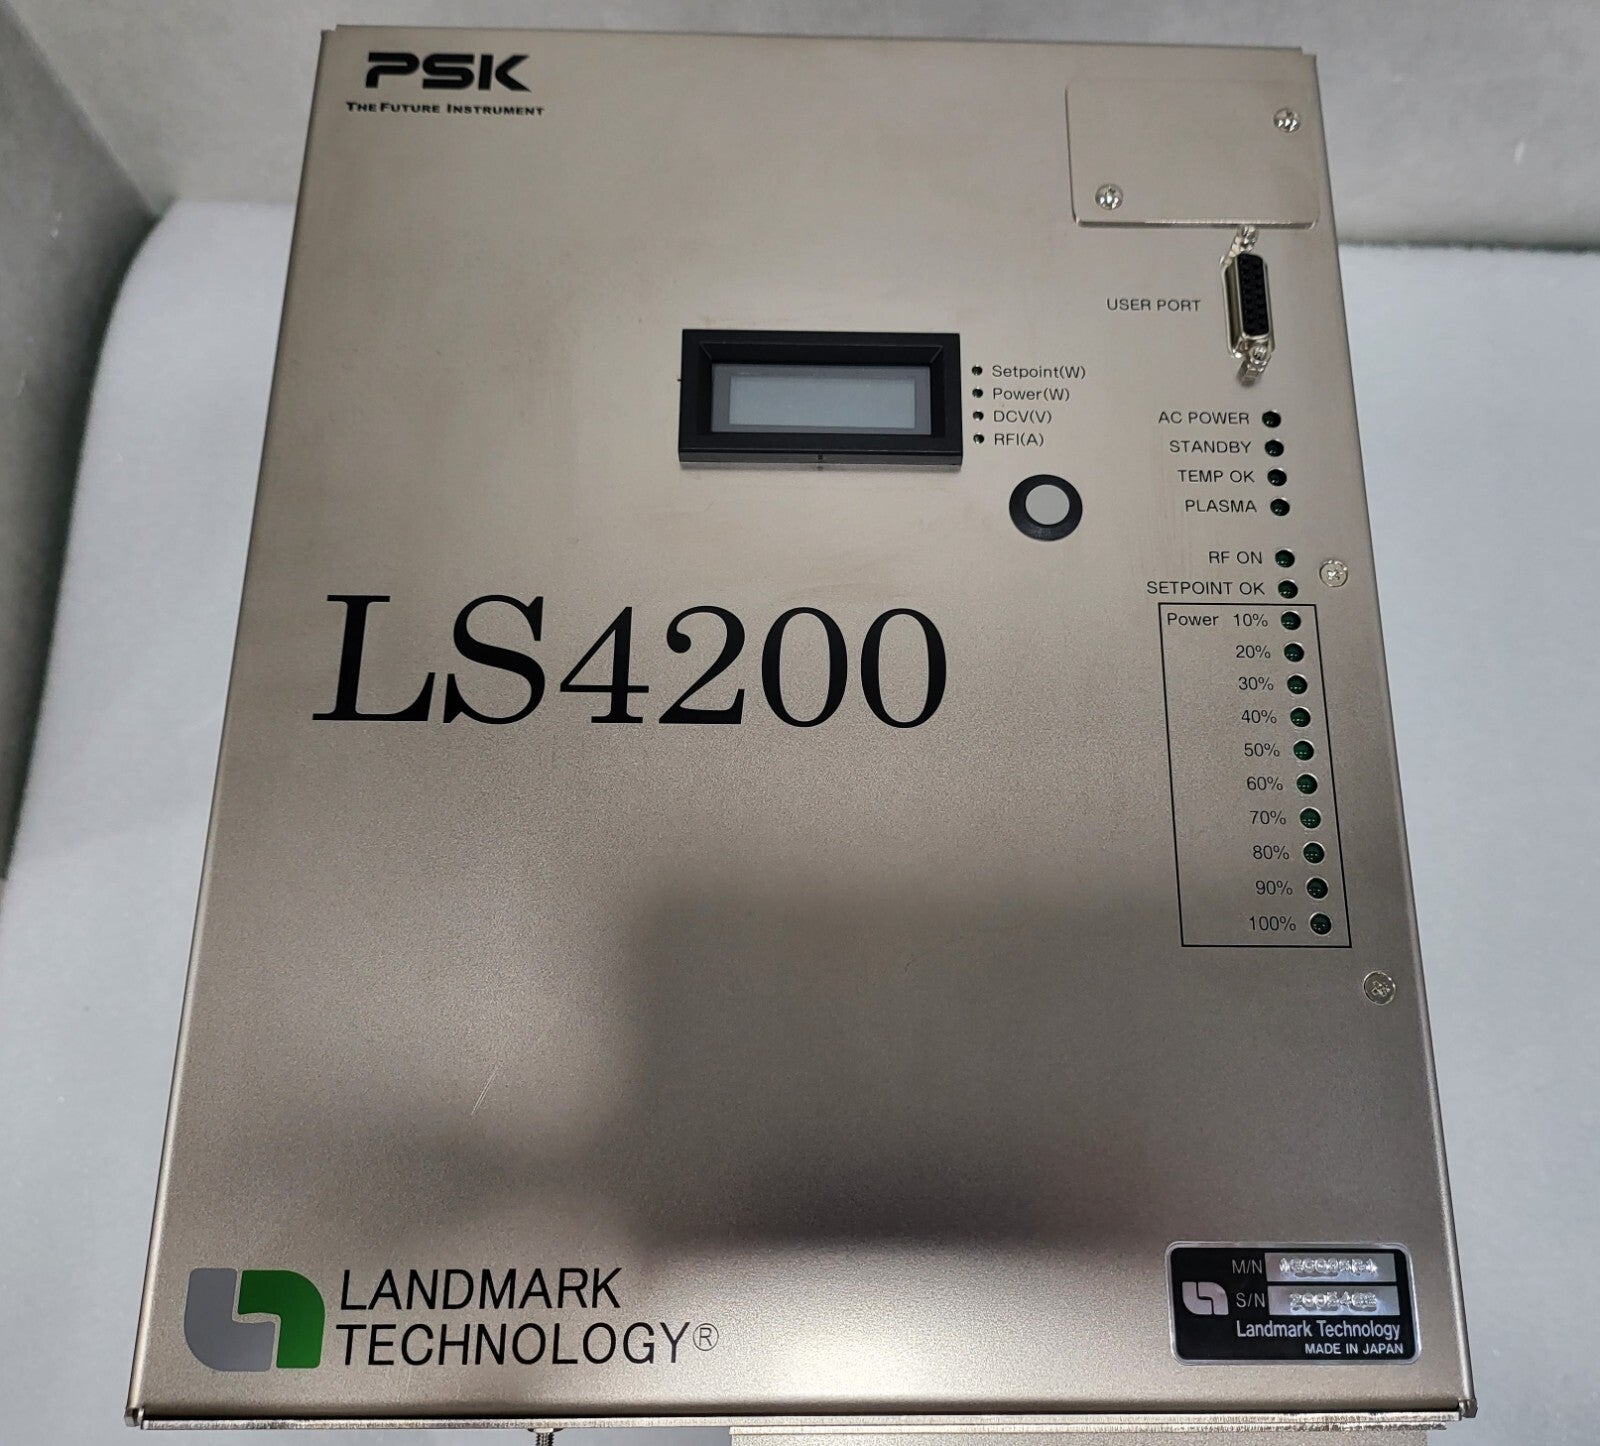 PSK
THE FUTURE INSTRUMENT
USER PORT
Setpoint(W)
Power(W)
DCV(V)
RFI(A)
AC POWER
STANDBY
TEMP OK
PLASMA
RF ON
SETPOINT OK
Power 10%
20%
30%
40%
50%
60%
70%
80%
90%
100%
LS4200
LANDMARK
TECHNOLOGY®
M/N
S/N
Landmark Technology
MADE IN JAPAN